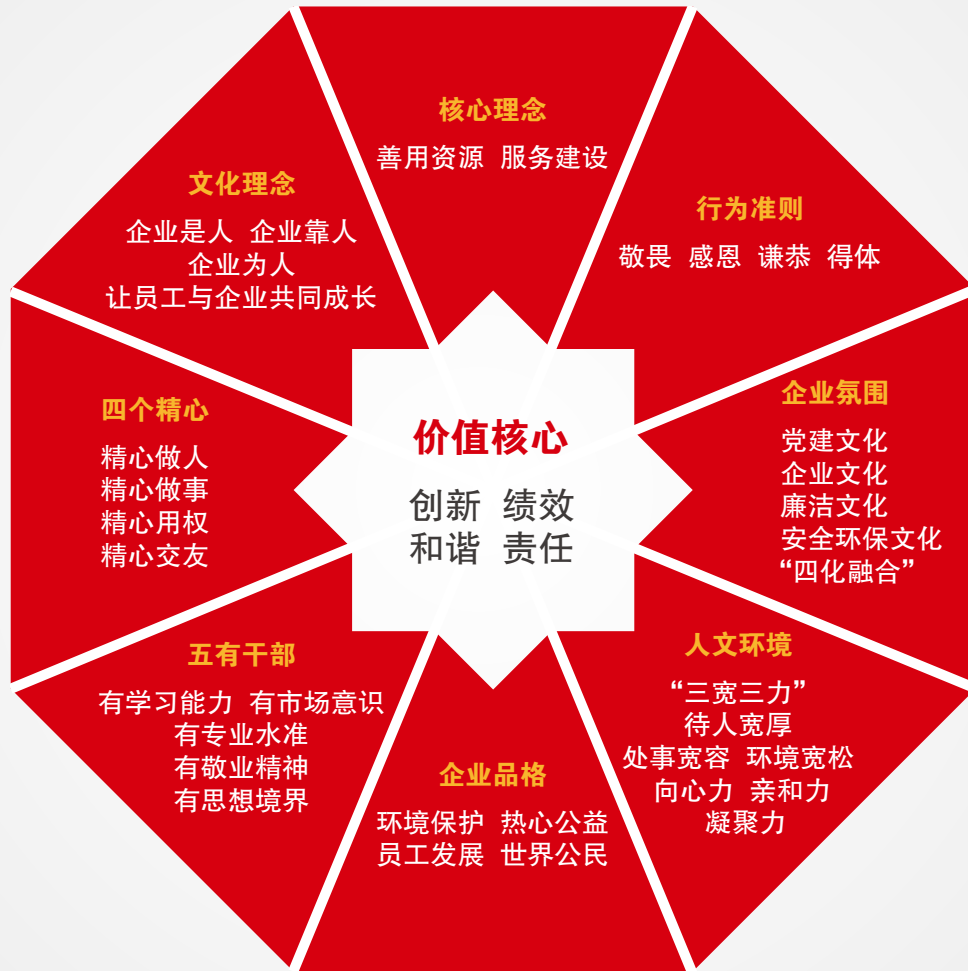 核心理念
善用资源 服务建设
行为准则
敬畏 感恩 谦恭 得体
企业氛围
党建文化
企业文化
廉洁文化
安全环保文化
“四化融合”
人文环境
“三宽三力”
待人宽厚
处事宽容 环境宽松
向心力 亲和力
凝聚力
企业品格
环境保护 热心公益
员工发展 世界公民
五有干部
有学习能力 有市场意识
有专业水准
有敬业精神
有思想境界
四个精心
精心做人
精心做事
精心用权
精心交友
文化理念
企业是人 企业靠人
企业为人
让员工与企业共同成长
价值核心
创新 绩效
和谐 责任